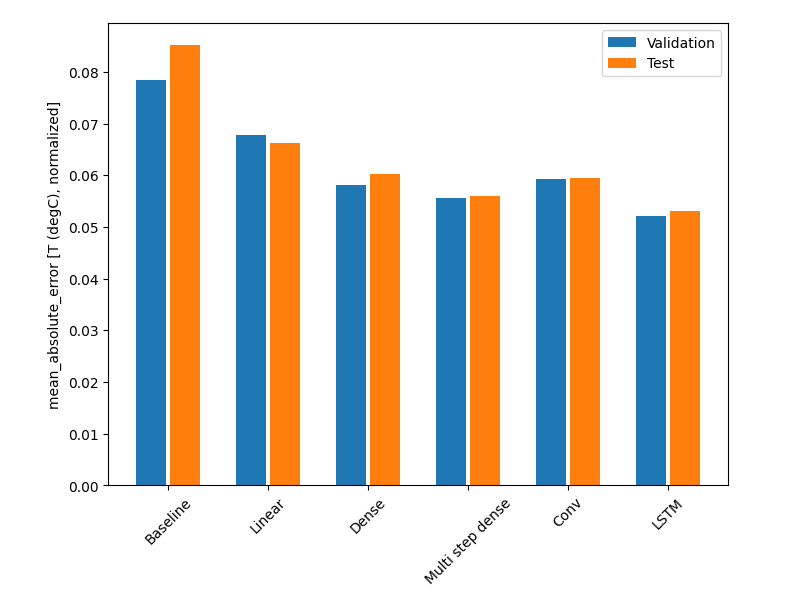 Validation
Test
mean_absolute_error [T (degC), normalized]
0.08
0.07
0.06
0.05
0.04
0.03
0.02
0.01
0.00
Baseline
Linear
Dense
Multi step dense
Conv
LSTM